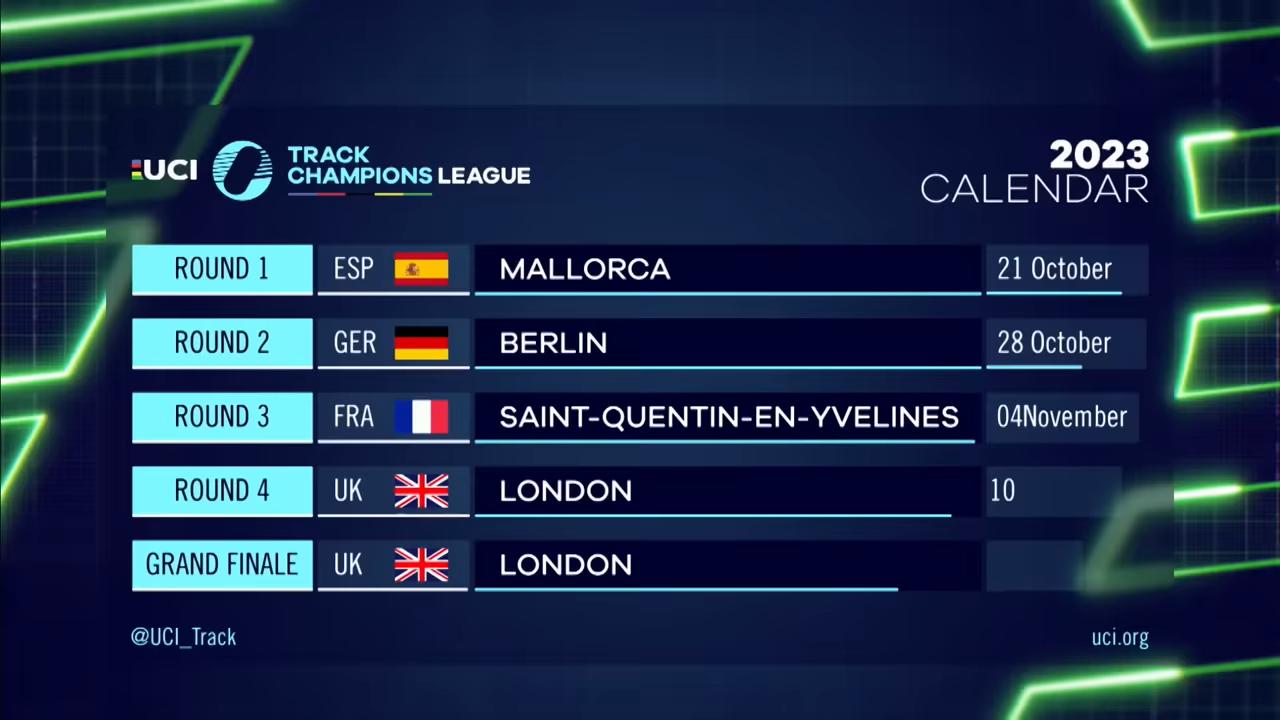 UCI TRACK CHAMPIONS LEAGUE
2023
CALENDAR
ROUND 1 ESP MALLORCA 21 October
ROUND 2 GER BERLIN 28 October
ROUND 3 FRA SAINT-QUENTIN-EN-YVELINES 04November
ROUND 4 UK LONDON 10
GRAND FINALE UK LONDON
@UCI_Track uci.org